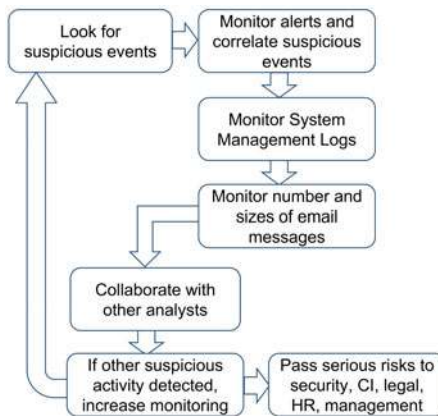 Look for
suspicious events
Monitor alerts and
correlate suspicious
events
Monitor System
Management Logs
Monitor number and
sizes of email
messages
Collaborate with
other analysts
If other suspicious
activity detected,
increase monitoring
Pass serious risks to
security, CI, legal,
HR, management